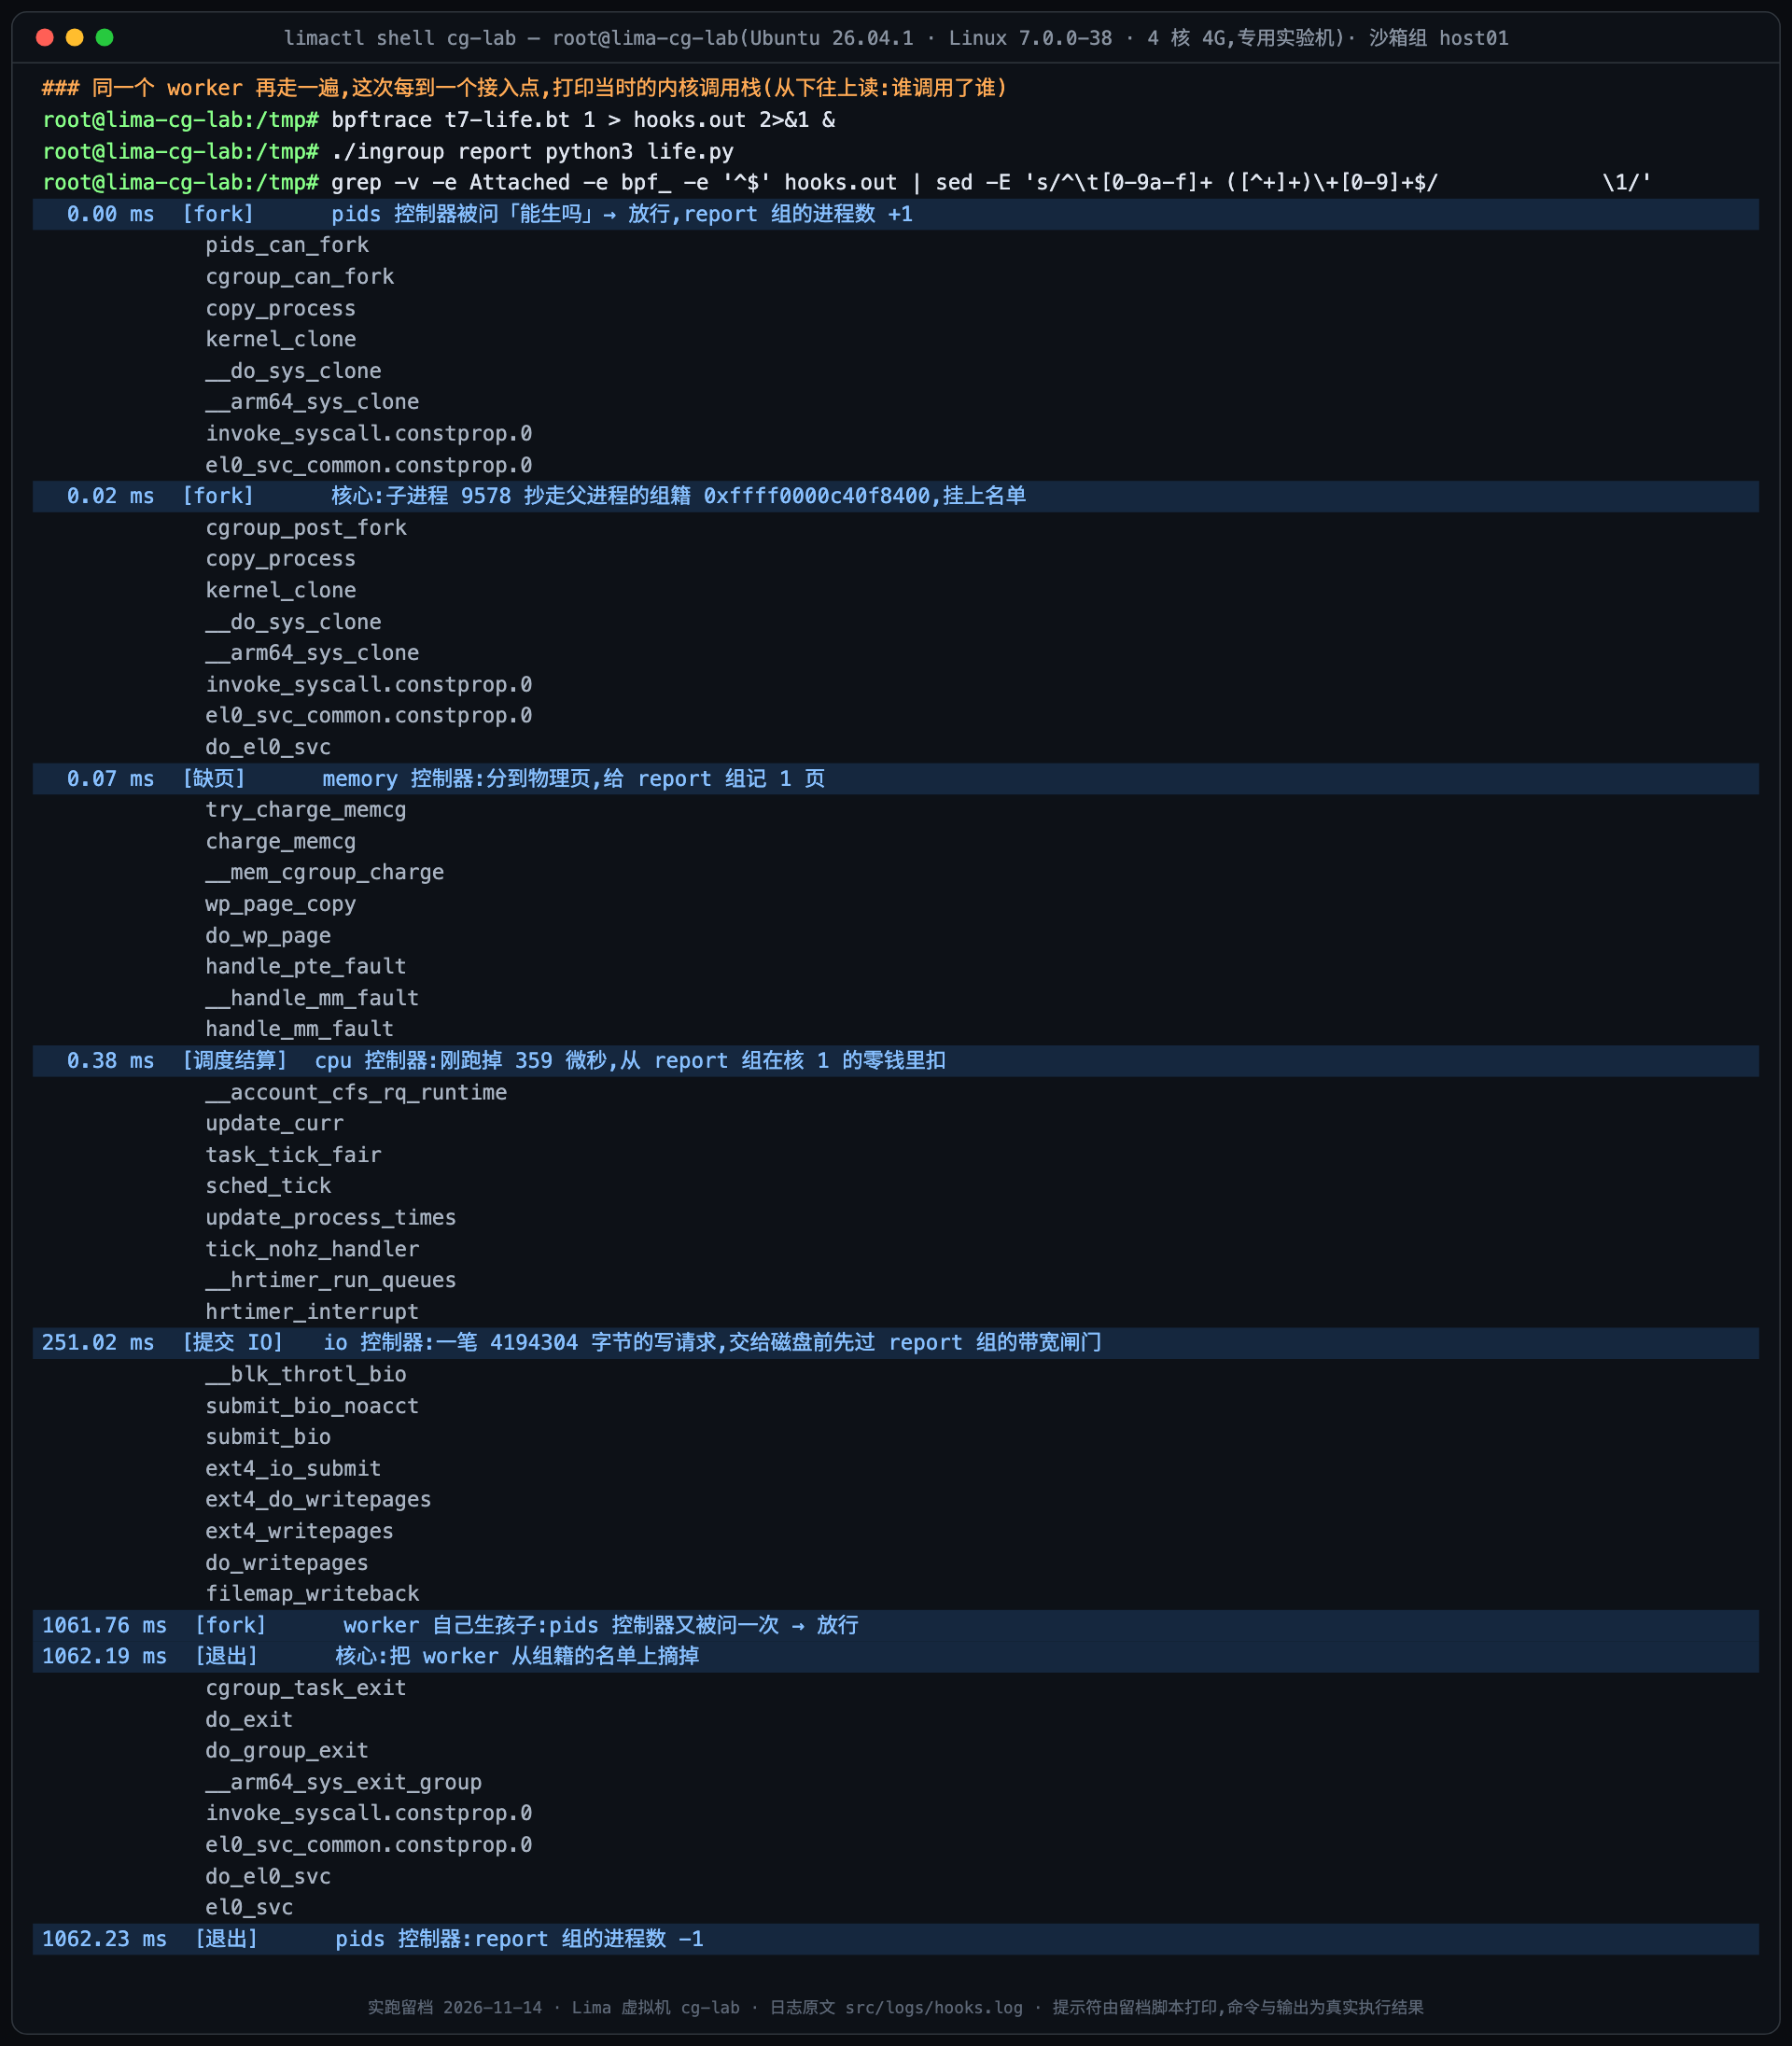 limactl shell cg-lab — root@lima-cg-lab(Ubuntu 26.04.1 · Linux 7.0.0-38 · 4 核 4G,专用实验机)· 沙箱组 host01
### 同一个 worker 再走一遍,这次每到一个接入点,打印当时的内核调用栈(从下往上读:谁调用了谁)
root@lima-cg-lab:/tmp# bpftrace t7-life.bt 1 > hooks.out 2>&1 &
root@lima-cg-lab:/tmp# ./ingroup report python3 life.py
root@lima-cg-lab:/tmp# grep -v -e Attached -e bpf_ -e '^$' hooks.out | sed -E 's/^\t[0-9a-f]+ ([^+]+)\+[0-9]+$/             \1/'
0.00 ms  [fork]      pids 控制器被问「能生吗」→ 放行,report 组的进程数 +1
pids_can_fork
cgroup_can_fork
copy_process
kernel_clone
__do_sys_clone
__arm64_sys_clone
invoke_syscall.constprop.0
el0_svc_common.constprop.0
0.02 ms  [fork]      核心:子进程 9578 抄走父进程的组籍 0xffff0000c40f8400,挂上名单
cgroup_post_fork
copy_process
kernel_clone
__do_sys_clone
__arm64_sys_clone
invoke_syscall.constprop.0
el0_svc_common.constprop.0
do_el0_svc
0.07 ms  [缺页]      memory 控制器:分到物理页,给 report 组记 1 页
try_charge_memcg
charge_memcg
__mem_cgroup_charge
wp_page_copy
do_wp_page
handle_pte_fault
__handle_mm_fault
handle_mm_fault
0.38 ms  [调度结算]  cpu 控制器:刚跑掉 359 微秒,从 report 组在核 1 的零钱里扣
__account_cfs_rq_runtime
update_curr
task_tick_fair
sched_tick
update_process_times
tick_nohz_handler
__hrtimer_run_queues
hrtimer_interrupt
251.02 ms  [提交 IO]   io 控制器:一笔 4194304 字节的写请求,交给磁盘前先过 report 组的带宽闸门
__blk_throtl_bio
submit_bio_noacct
submit_bio
ext4_io_submit
ext4_do_writepages
ext4_writepages
do_writepages
filemap_writeback
1061.76 ms  [fork]      worker 自己生孩子:pids 控制器又被问一次 → 放行
1062.19 ms  [退出]      核心:把 worker 从组籍的名单上摘掉
cgroup_task_exit
do_exit
do_group_exit
__arm64_sys_exit_group
invoke_syscall.constprop.0
el0_svc_common.constprop.0
do_el0_svc
el0_svc
1062.23 ms  [退出]      pids 控制器:report 组的进程数 -1
实跑留档 2026-11-14 · Lima 虚拟机 cg-lab · 日志原文 src/logs/hooks.log · 提示符由留档脚本打印,命令与输出为真实执行结果